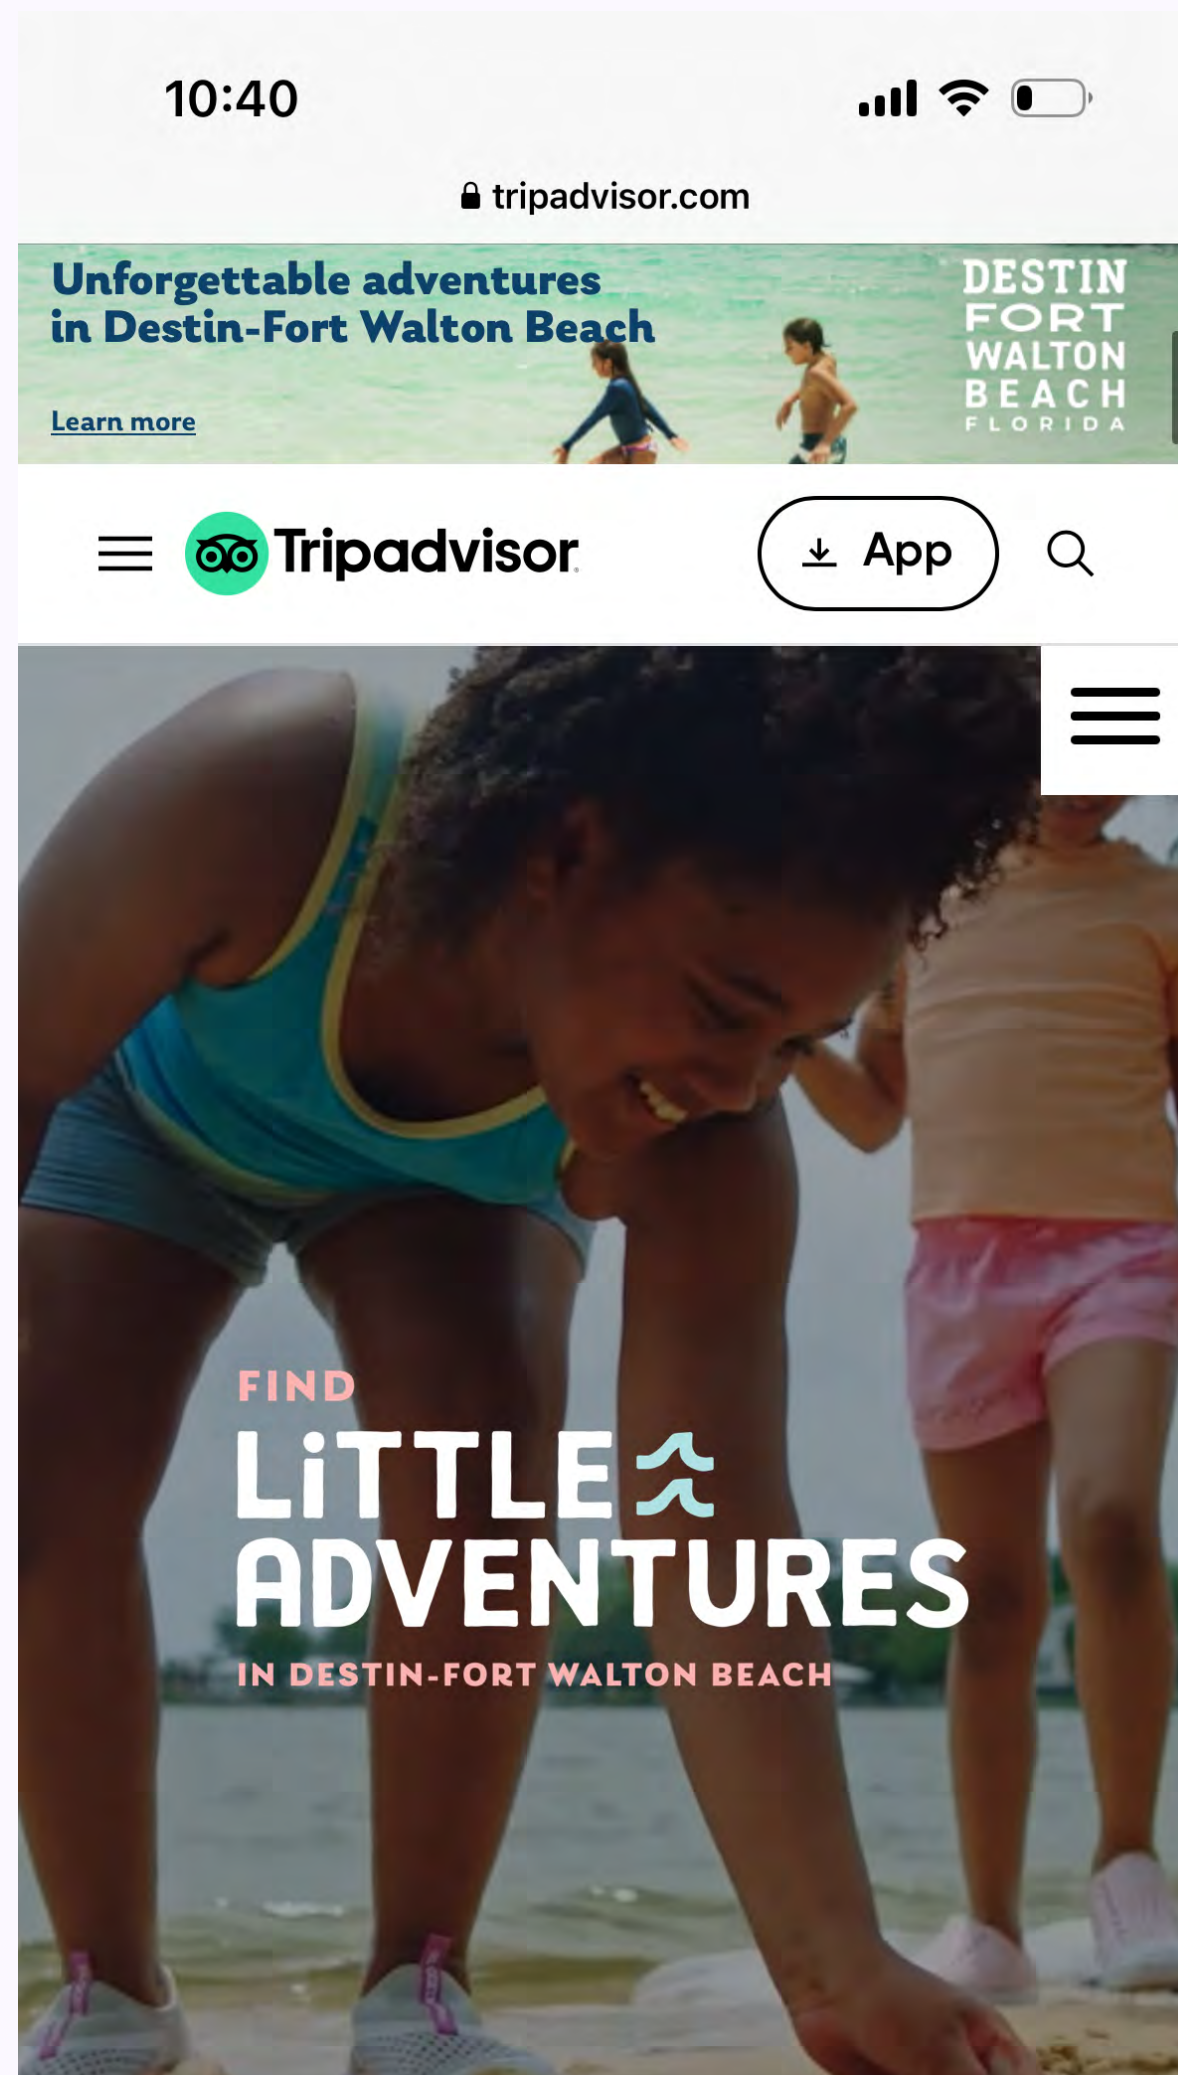 10:40
tripadvisor.com
Unforgettable adventures
in Destin-Fort Walton Beach
Learn more
DESTIN
FORT
WALTON
BEACH
FLORIDA
Tripadvisor
App
FIND
LiTTLE
ADVENTURES
IN DESTIN-FORT WALTON BEACH